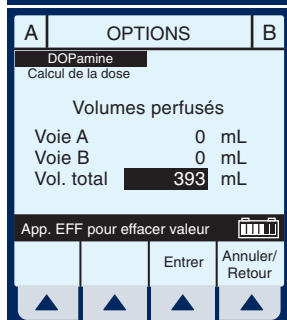 A OPTIONS B
DOPamine
Calcul de la dose
Volumes perfusés
Voie A 0 mL
Voie B 0 mL
Vol. total 393 mL
App. EFF pour effacer valeur
Entrer Annuler/
Retour